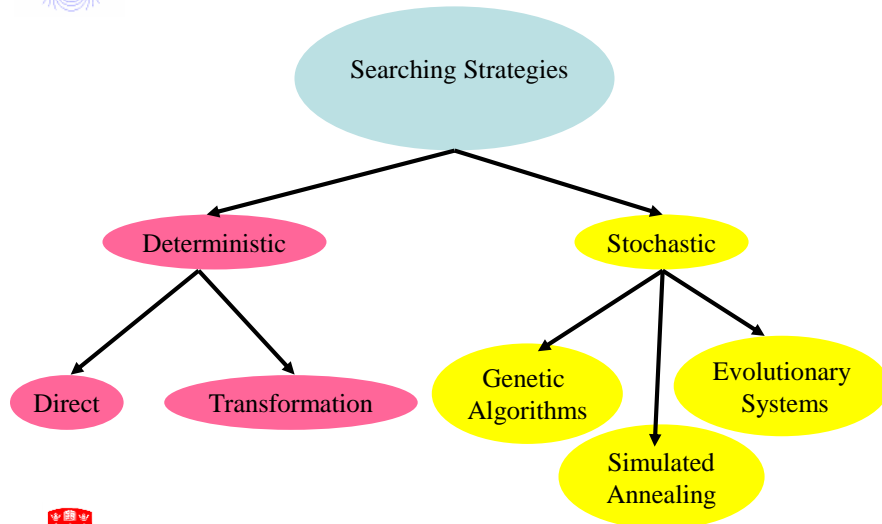 Searching Strategies
Deterministic
Stochastic
Direct
Transformation
Genetic
Algorithms
Simulated
Annealing
Evolutionary
Systems